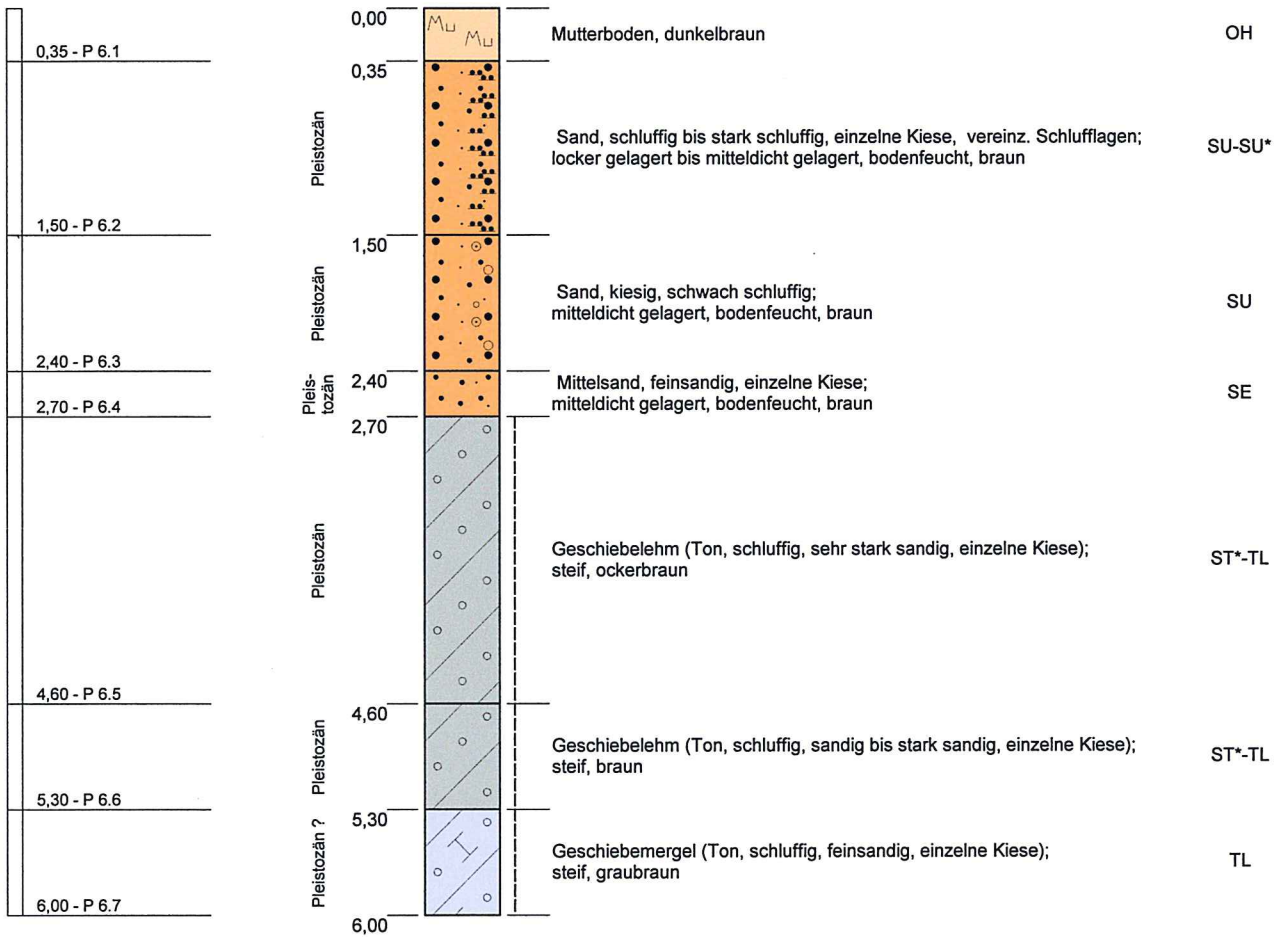 0,00
Mu
Mu
Mutterboden, dunkelbraun
OH
0,35 - P 6.1
0,35
Pleistozän
Sand, schluffig bis stark schluffig, einzelne Kiese, vereinz. Schlufflagen;
locker gelagert bis mitteldicht gelagert, bodenfeucht, braun
SU-SU*
1,50 - P 6.2
1,50
Pleistozän
Sand, kiesig, schwach schluffig;
mitteldicht gelagert, bodenfeucht, braun
SU
2,40 - P 6.3
2,40
Pleis-
tozän
Mittelsand, feinsandig, einzelne Kiese;
mitteldicht gelagert, bodenfeucht, braun
SE
2,70 - P 6.4
2,70
Pleistozän
Geschiebelehm (Ton, schluffig, sehr stark sandig, einzelne Kiese);
steif, ockerbraun
ST*-TL
4,60 - P 6.5
4,60
Pleistozän
Geschiebelehm (Ton, schluffig, sandig bis stark sandig, einzelne Kiese);
steif, braun
ST*-TL
5,30 - P 6.6
5,30
Pleistozän ?
Geschiebemergel (Ton, schluffig, feinsandig, einzelne Kiese);
steif, graubraun
TL
6,00 - P 6.7
6,00